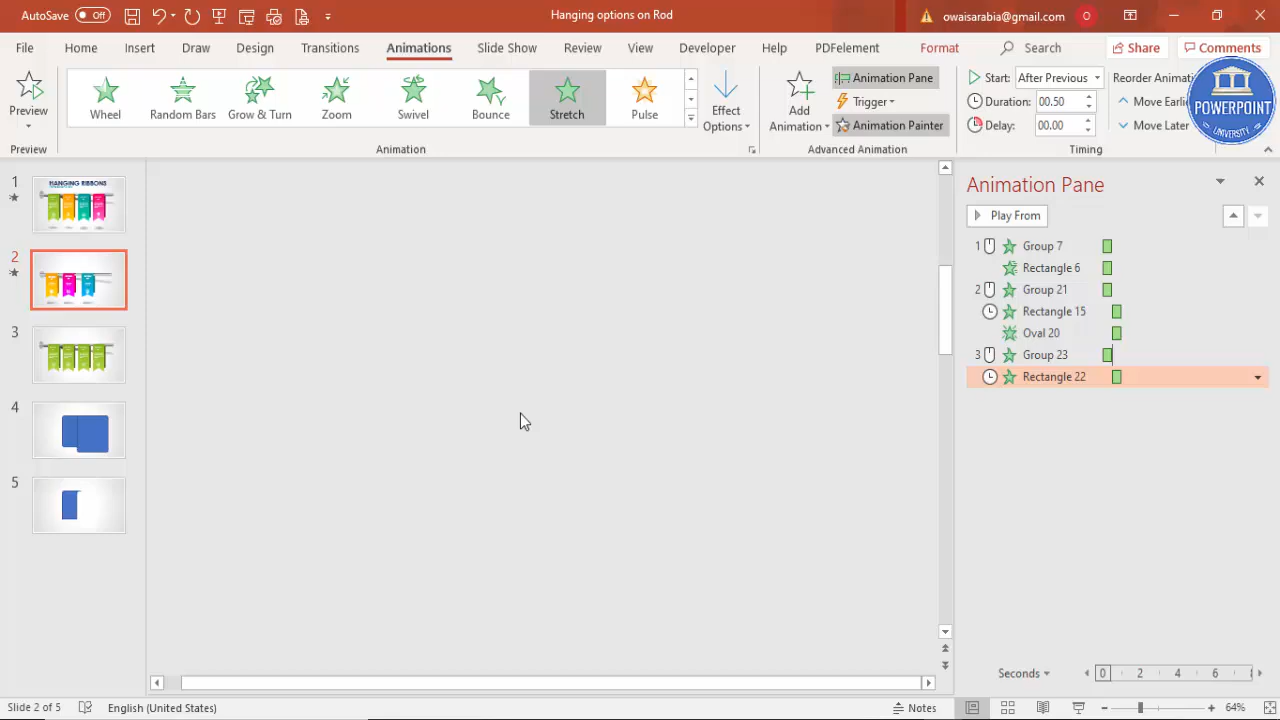 AutoSave Off
Hanging options on Rod
owaisarabia@gmail.com O
File Home Insert Draw Design Transitions Animations Slide Show Review View Developer Help PDFelement Format Search Share Comments
Preview
Wheel Random Bars Grow & Turn Zoom Swivel Bounce Stretch Pulse
Effect Options
Add Animation
Animation Pane
Trigger
Animation Painter
Start: After Previous
Duration: 00.50
Delay: 00.00
Reorder Animati
Move Earlie
Move Later
POWERPOINT
UNIVERSITY
Preview Animation Advanced Animation Timing
1
HANGING RIBBONS
2
3
4
5
Animation Pane
Play From
1 Group 7
Rectangle 6
2 Group 21
Rectangle 15
Oval 20
3 Group 23
Rectangle 22
Seconds 0 2 4 6
Slide 2 of 5 English (United States) Notes 64%